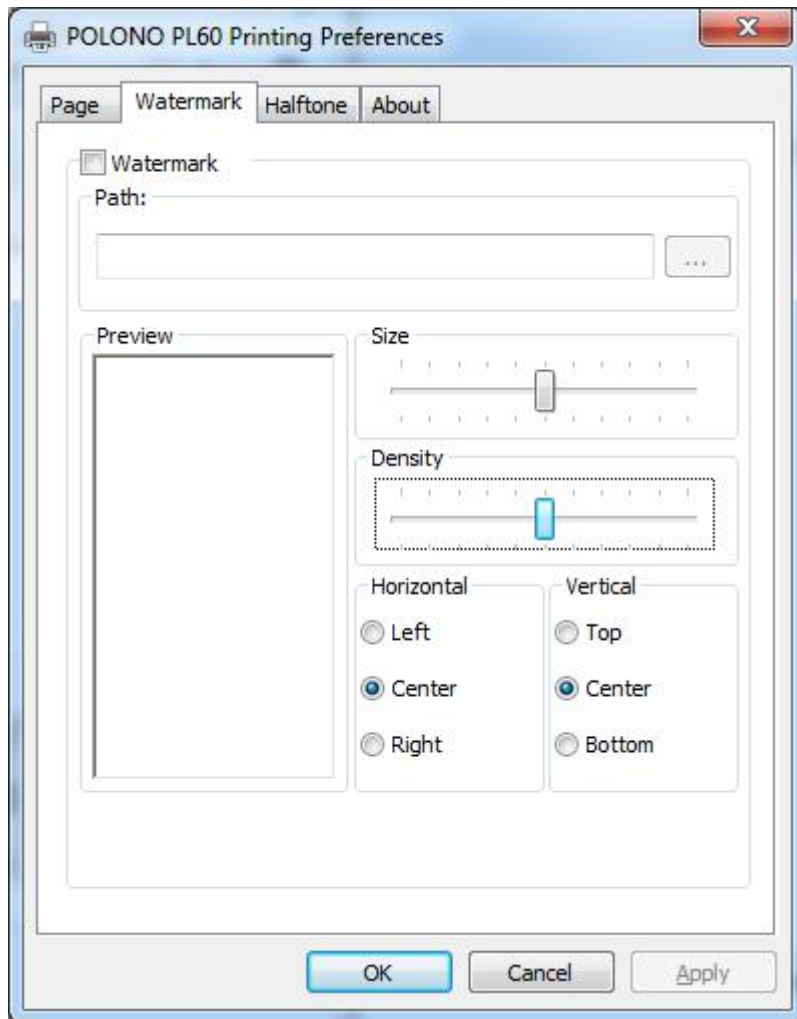 POLONO PL60 Printing Preferences
Page Watermark Halftone About
Watermark
Path:
...
Preview
Size
Density
Horizontal Vertical
Left Top
Center Center
Right Bottom
OK Cancel Apply